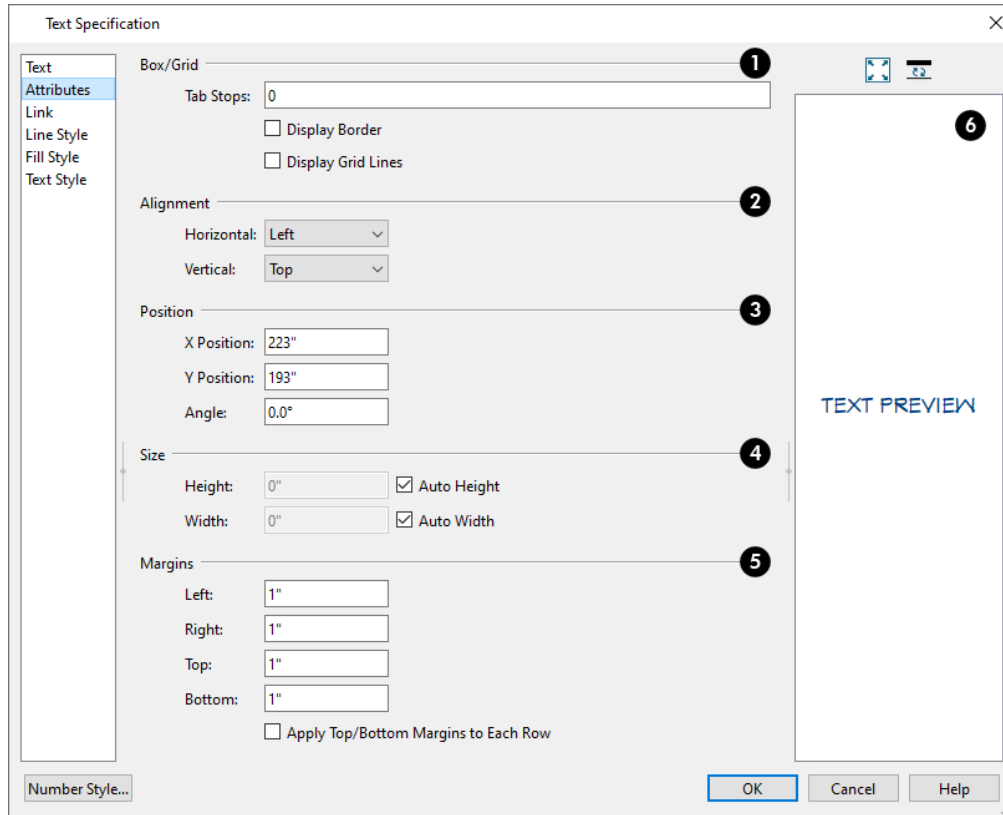 Text Specification
Text
Attributes
Link
Line Style
Fill Style
Text Style
Box/Grid 1
Tab Stops: 0
Display Border
Display Grid Lines
Alignment 2
Horizontal: Left
Vertical: Top
Position 3
X Position: 223"
Y Position: 193"
Angle: 0.0°
Size 4
Height: 0" Auto Height
Width: 0" Auto Width
Margins 5
Left: 1"
Right: 1"
Top: 1"
Bottom: 1"
Apply Top/Bottom Margins to Each Row
6
TEXT PREVIEW
Number Style... OK Cancel Help